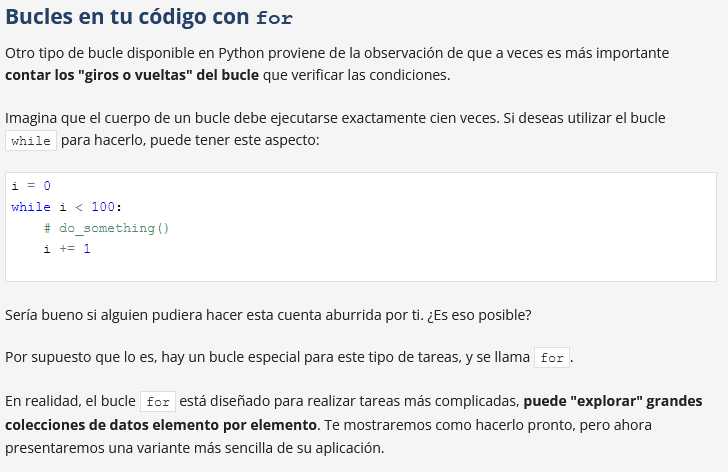 Bucles en tu código con for
Otro tipo de bucle disponible en Python proviene de la observación de que a veces es más importante
contar los "giros o vueltas" del bucle que verificar las condiciones.
Imagina que el cuerpo de un bucle debe ejecutarse exactamente cien veces. Si deseas utilizar el bucle
while para hacerlo, puede tener este aspecto:
i = 0
while i < 100:
    # do_something()
    i += 1
Sería bueno si alguien pudiera hacer esta cuenta aburrida por ti. ¿Es eso posible?
Por supuesto que lo es, hay un bucle especial para este tipo de tareas, y se llama for.
En realidad, el bucle for está diseñado para realizar tareas más complicadas, puede "explorar" grandes
colecciones de datos elemento por elemento. Te mostraremos como hacerlo pronto, pero ahora
presentaremos una variante más sencilla de su aplicación.